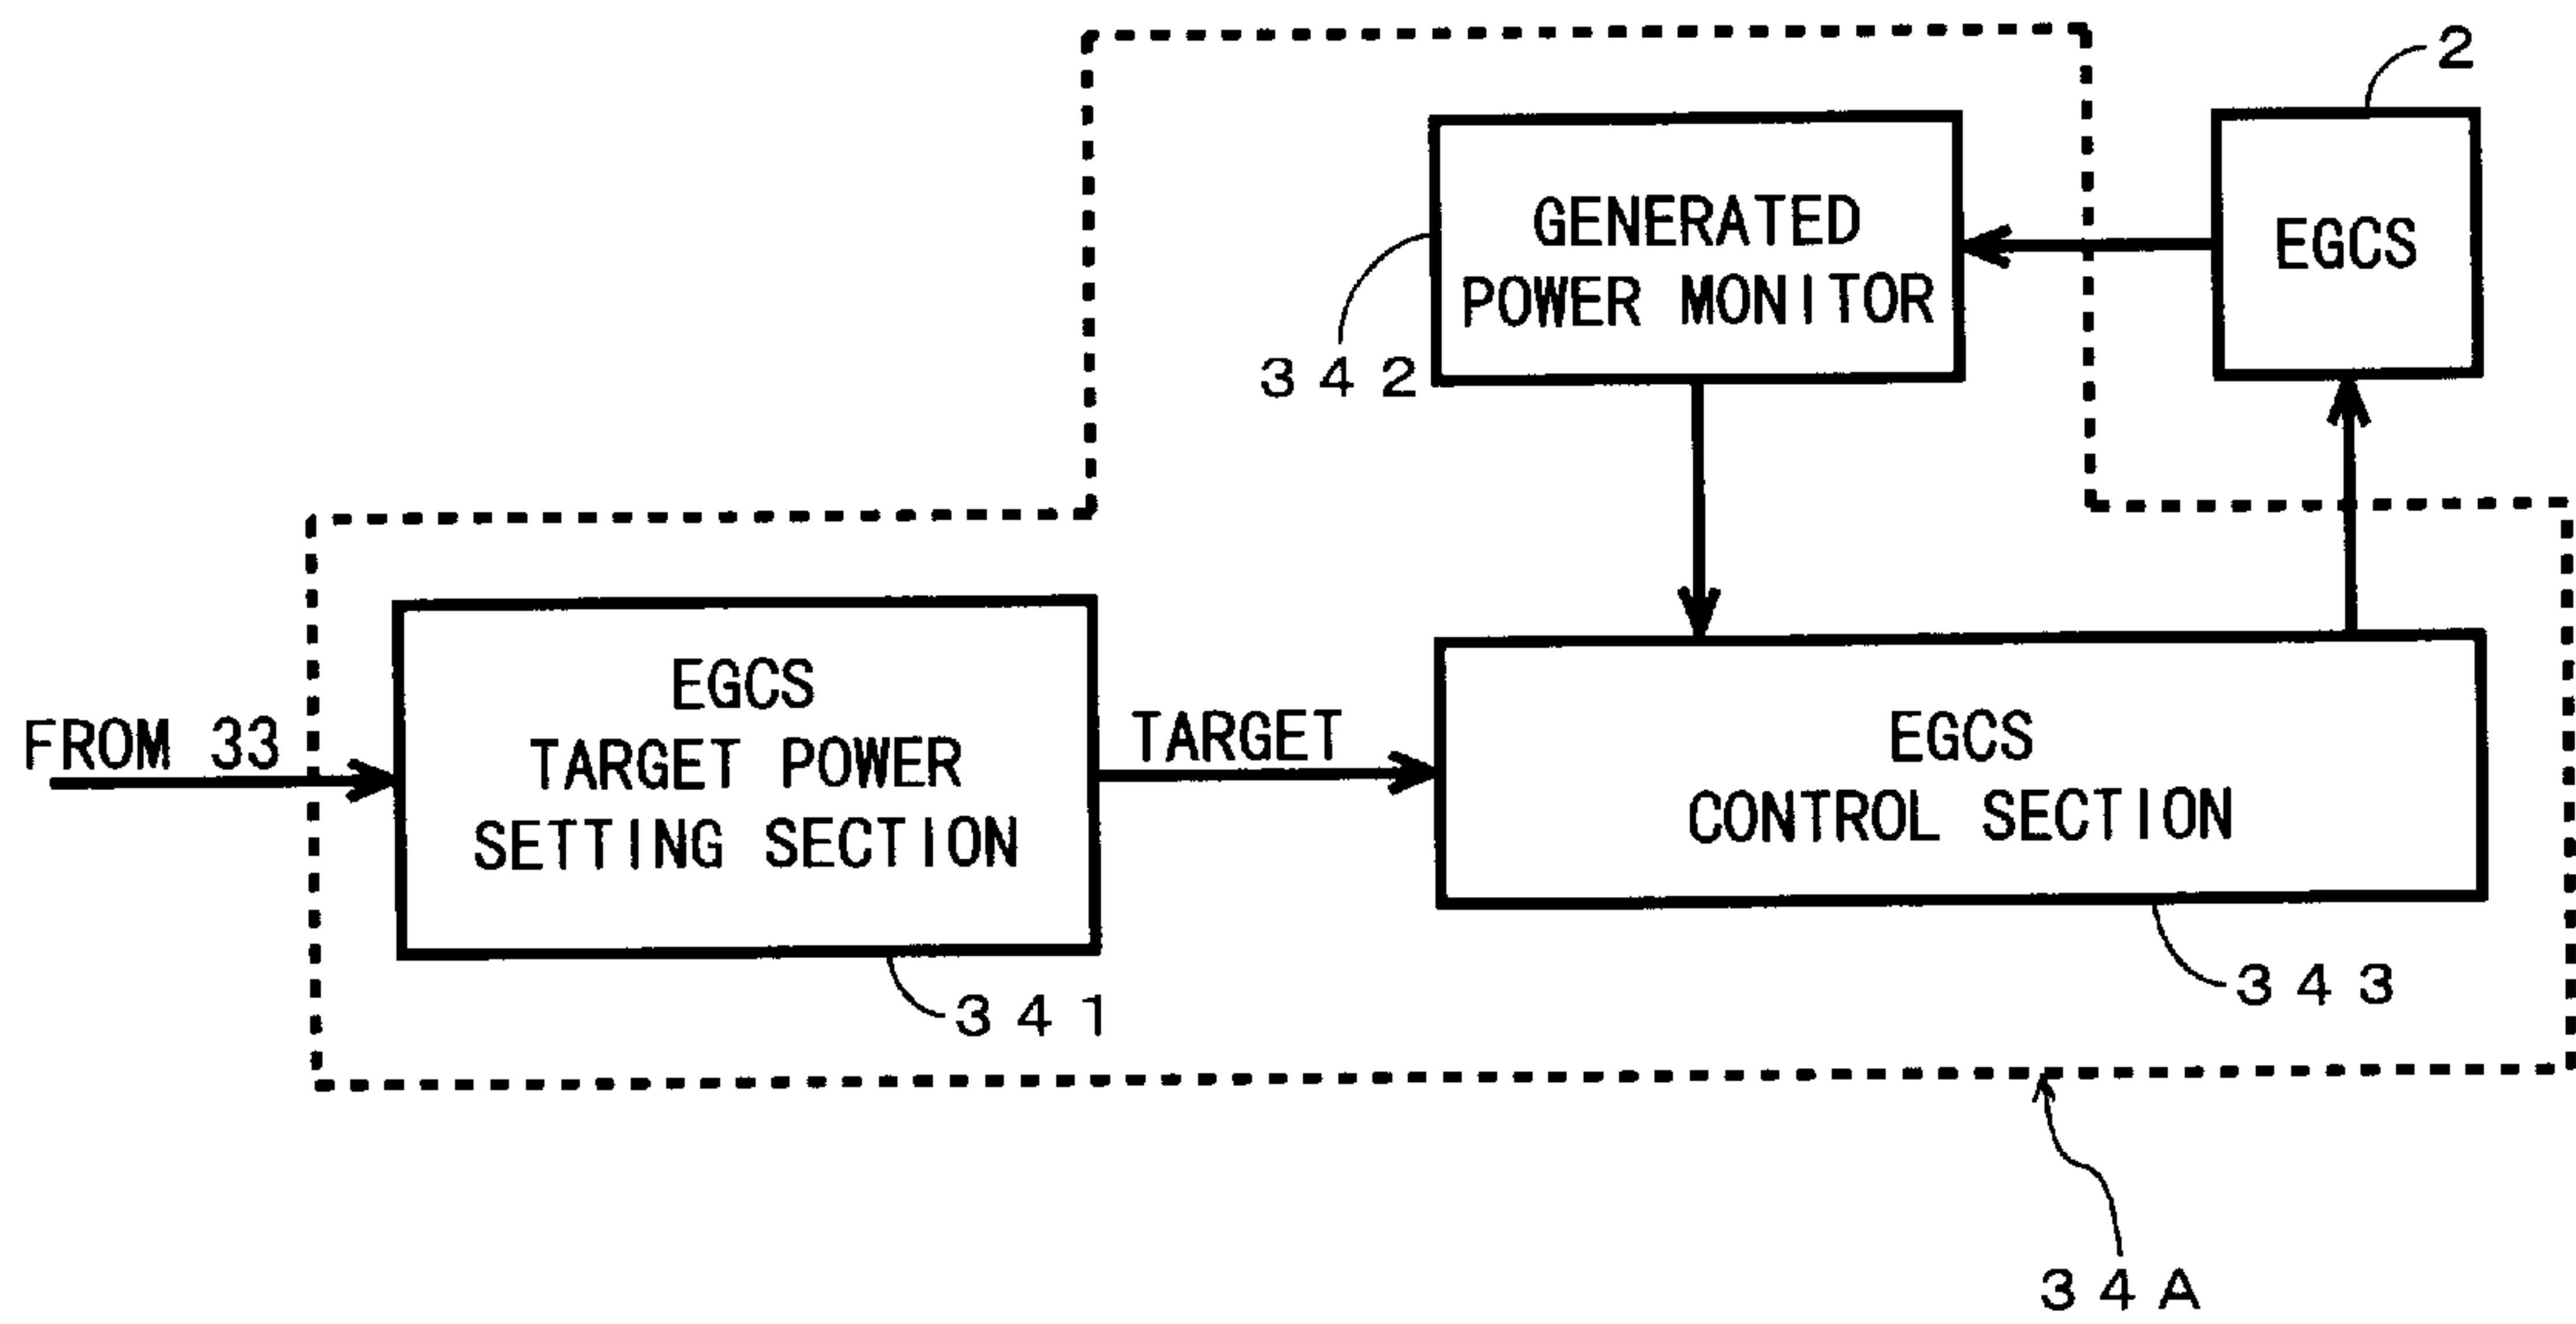 2
GENERATED
POWER MONITOR
EGCS
342
EGCS
TARGET POWER
SETTING SECTION
FROM 33
TARGET
EGCS
CONTROL SECTION
341
343
34A